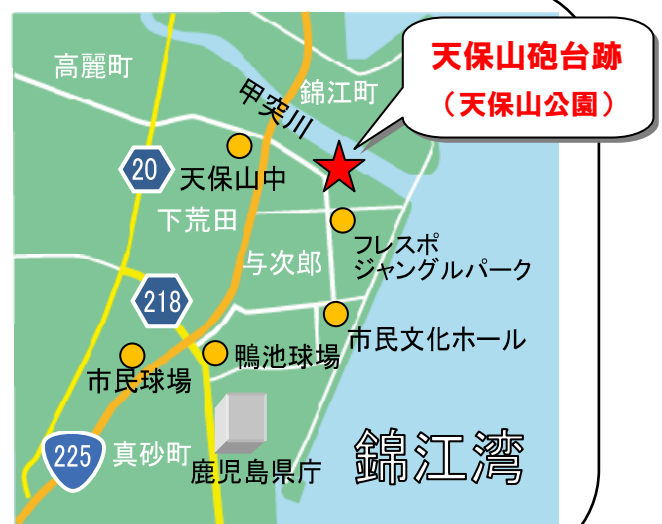 天保山砲台跡
（天保山公園）
高麗町
錦江町
甲突川
20
天保山中
下荒田
フレスポ
ジャングルパーク
与次郎
218
市民文化ホール
鴨池球場
市民球場
225
真砂町
鹿児島県庁
錦江湾